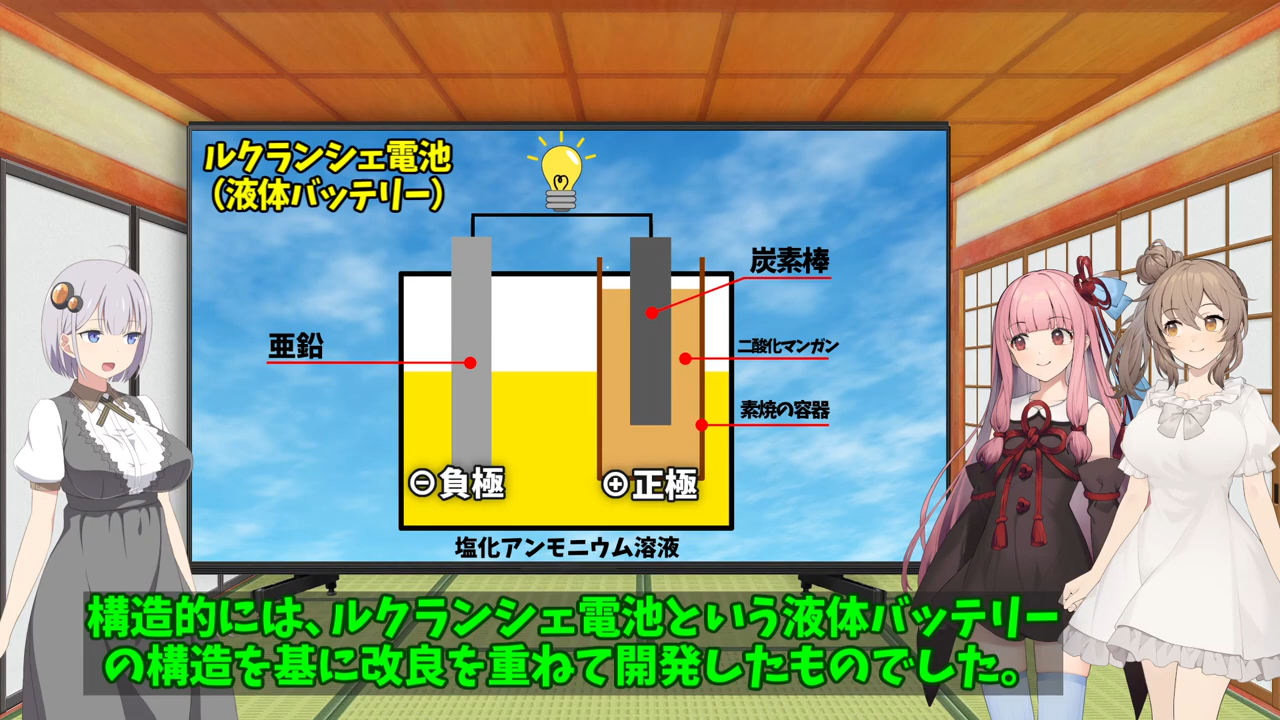 ルクランシェ電池
（液体バッテリー）
炭素棒
亜鉛
二酸化マンガン
素焼の容器
⊖負極
⊕正極
塩化アンモニウム溶液
構造的には、ルクランシェ電池という液体バッテリー
の構造を基に改良を重ねて開発したものでした。